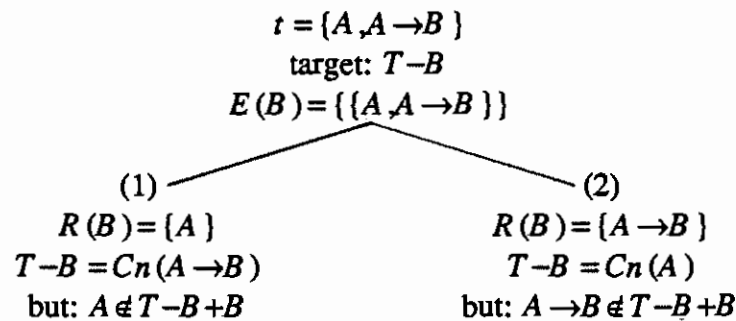 t = {A ,A →B }
target: T−B
E (B )= { {A ,A →B }}
(1)
R (B )= {A }
T−B =Cn (A →B )
but: A ∉ T−B +B
(2)
R (B )= {A →B }
T−B =Cn (A )
but: A →B ∉ T−B +B